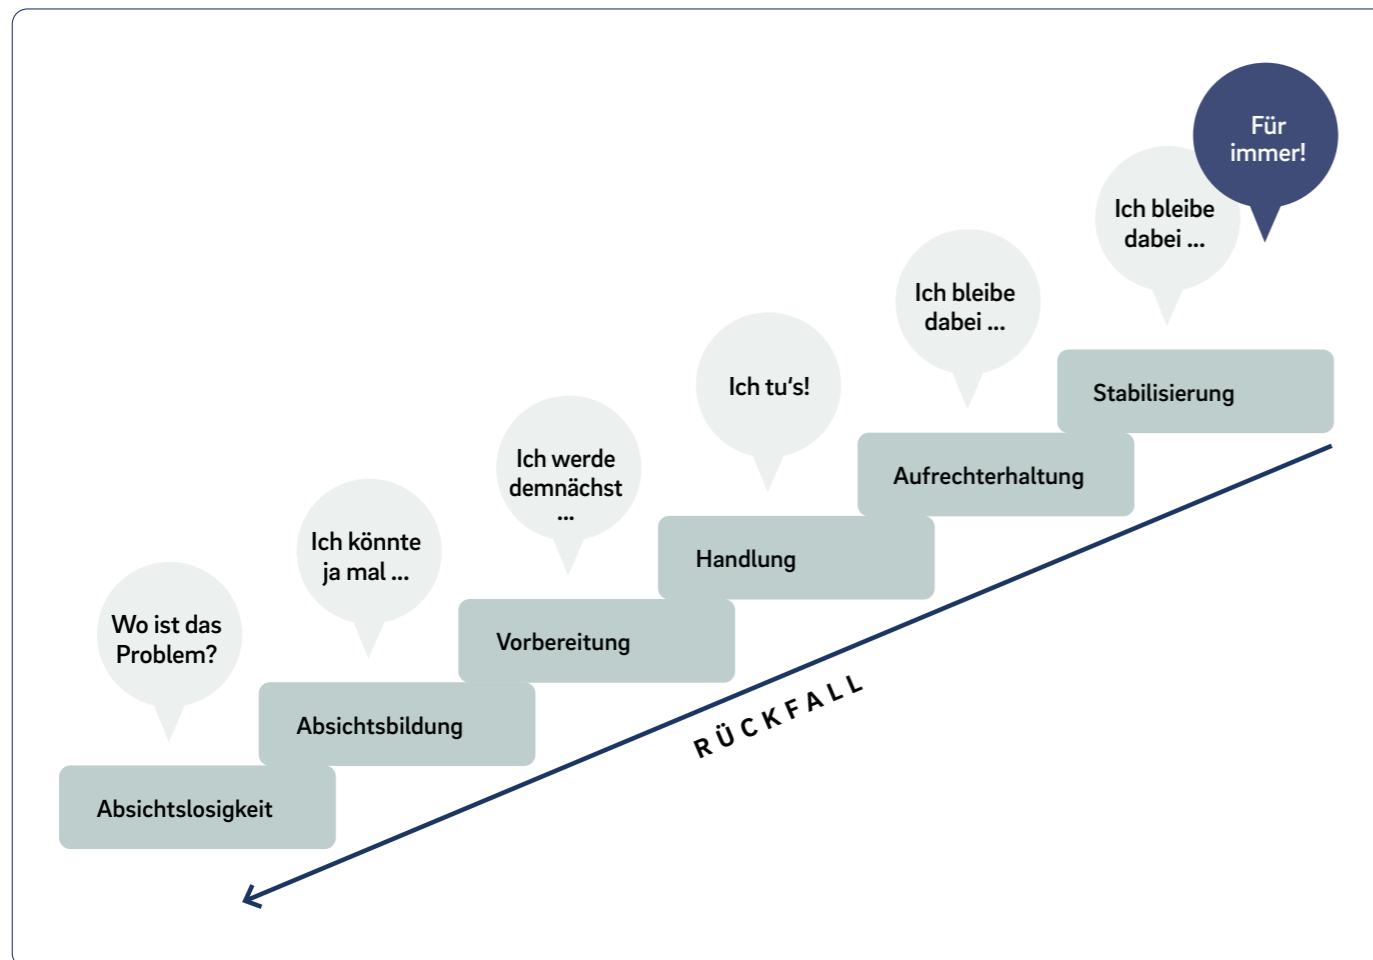 Für
immer!
Ich bleibe
dabei ...
Ich bleibe
dabei ...
Ich tu‘s!
Ich werde
demnächst
...
Ich könnte
ja mal ...
Wo ist das
Problem?
Stabilisierung
Aufrechterhaltung
Handlung
Vorbereitung
Absichtsbildung
Absichtslosigkeit
RÜCKFALL